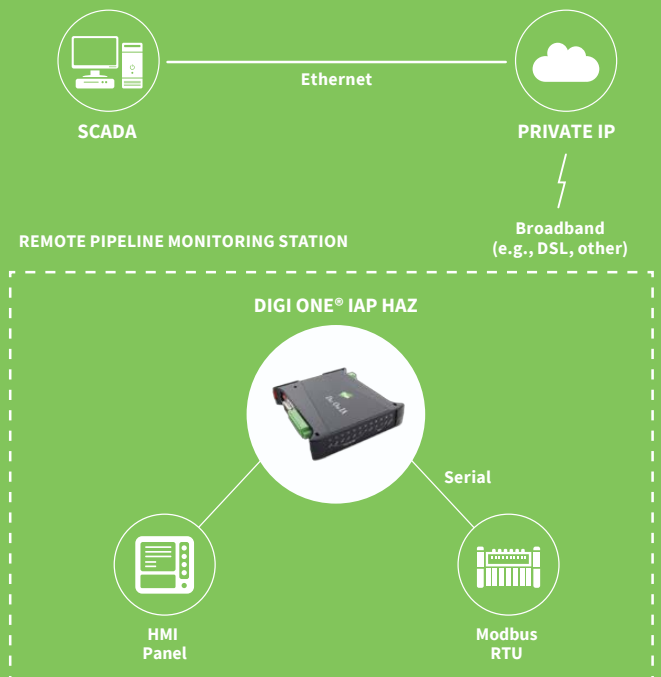 Ethernet
SCADA
PRIVATE IP
Broadband
(e.g., DSL, other)
REMOTE PIPELINE MONITORING STATION
DIGI ONE® IAP HAZ
Serial
HMI
Panel
Modbus
RTU